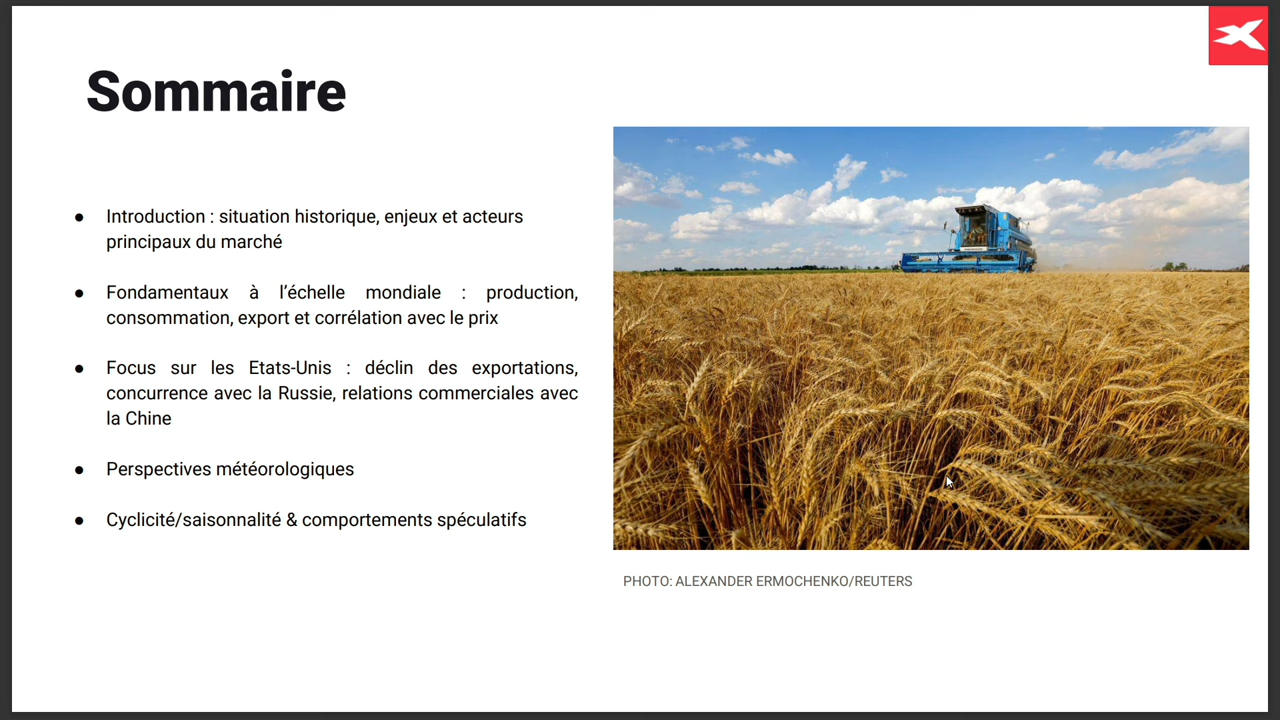 Sommaire
● Introduction : situation historique, enjeux et acteurs
principaux du marché
● Fondamentaux à l’échelle mondiale : production,
consommation, export et corrélation avec le prix
● Focus sur les Etats-Unis : déclin des exportations,
concurrence avec la Russie, relations commerciales avec
la Chine
● Perspectives météorologiques
● Cyclicité/saisonnalité & comportements spéculatifs
PHOTO: ALEXANDER ERMOCHENKO/REUTERS